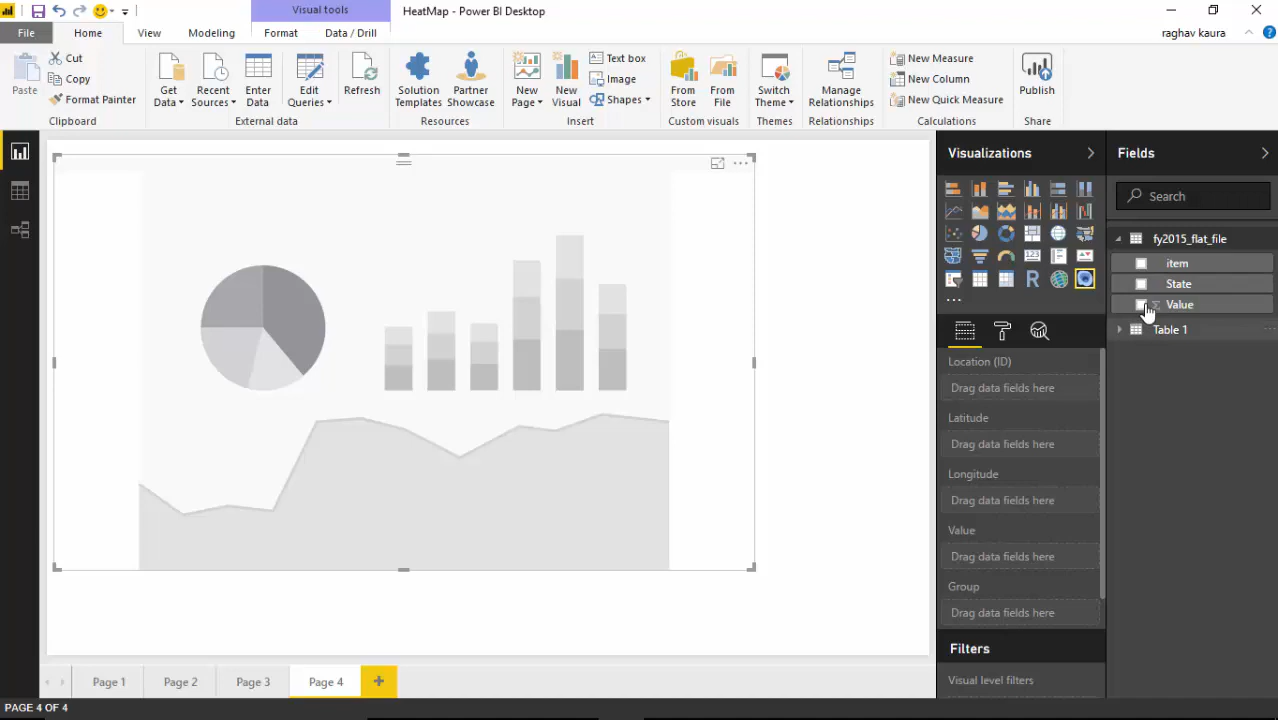 Visual tools
HeatMap - Power BI Desktop
File
Home
View
Modeling
Format
Data / Drill
raghav kaura
Paste
Cut
Copy
Format Painter
Clipboard
Get Data
Recent Sources
Enter Data
Edit Queries
Refresh
External data
Solution Templates
Partner Showcase
Resources
New Page
New Visual
Text box
Image
Shapes
Insert
From Store
From File
Custom visuals
Switch Theme
Themes
Manage Relationships
Relationships
New Measure
New Column
New Quick Measure
Calculations
Publish
Share
Visualizations
123
R
Location (ID)
Drag data fields here
Latitude
Drag data fields here
Longitude
Drag data fields here
Value
Drag data fields here
Group
Drag data fields here
Filters
Visual level filters
Fields
Search
fy2015_flat_file
item
State
Σ Value
Table 1
Page 1
Page 2
Page 3
Page 4
+
PAGE 4 OF 4